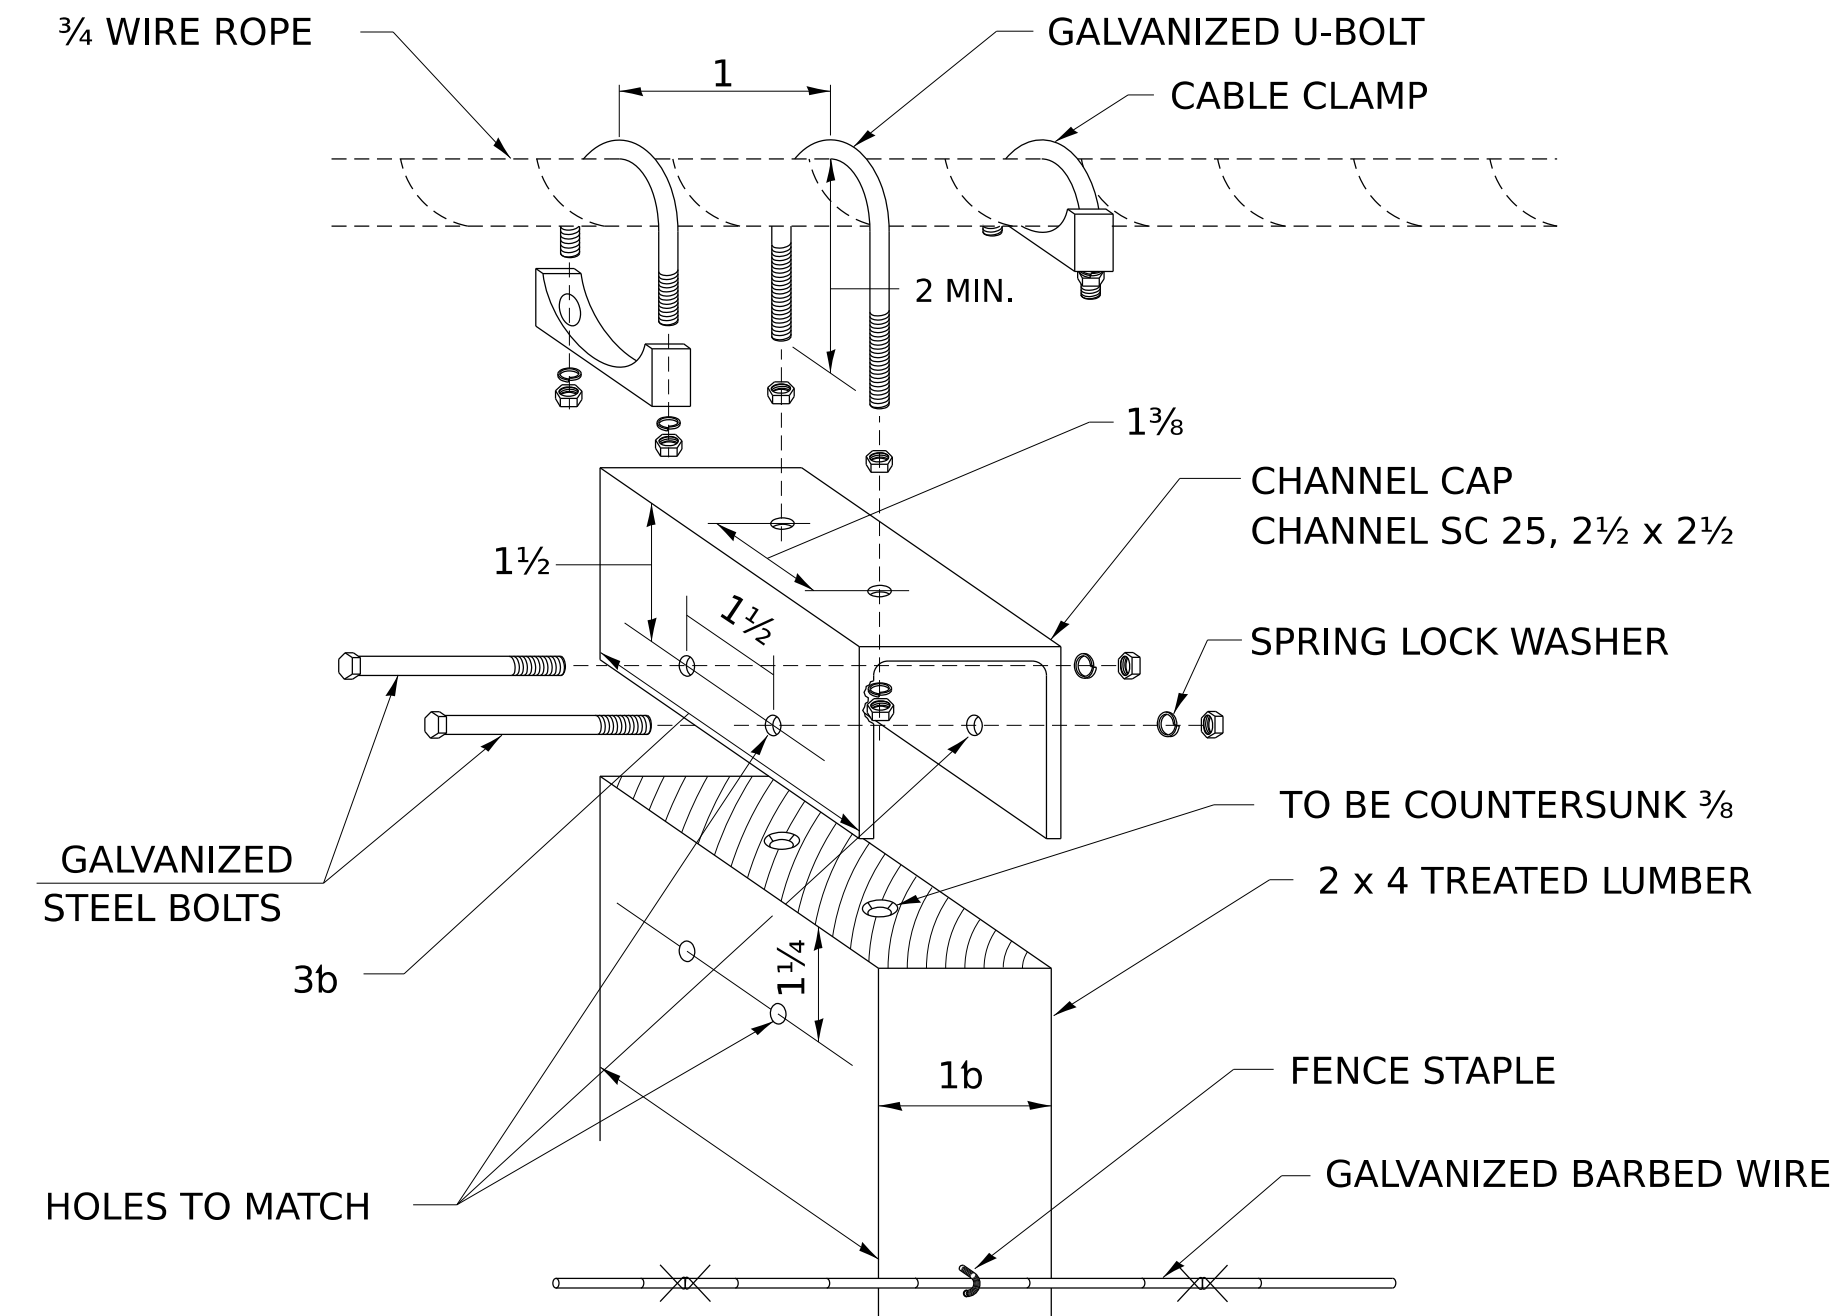 ¾ WIRE ROPE
GALVANIZED U-BOLT
1
CABLE CLAMP
2 MIN.
1⅜
CHANNEL CAP
CHANNEL SC 25, 2½ x 2½
1½
1½
SPRING LOCK WASHER
TO BE COUNTERSUNK ⅜
GALVANIZED
STEEL BOLTS
2 x 4 TREATED LUMBER
1¼
3b
FENCE STAPLE
1b
GALVANIZED BARBED WIRE
HOLES TO MATCH